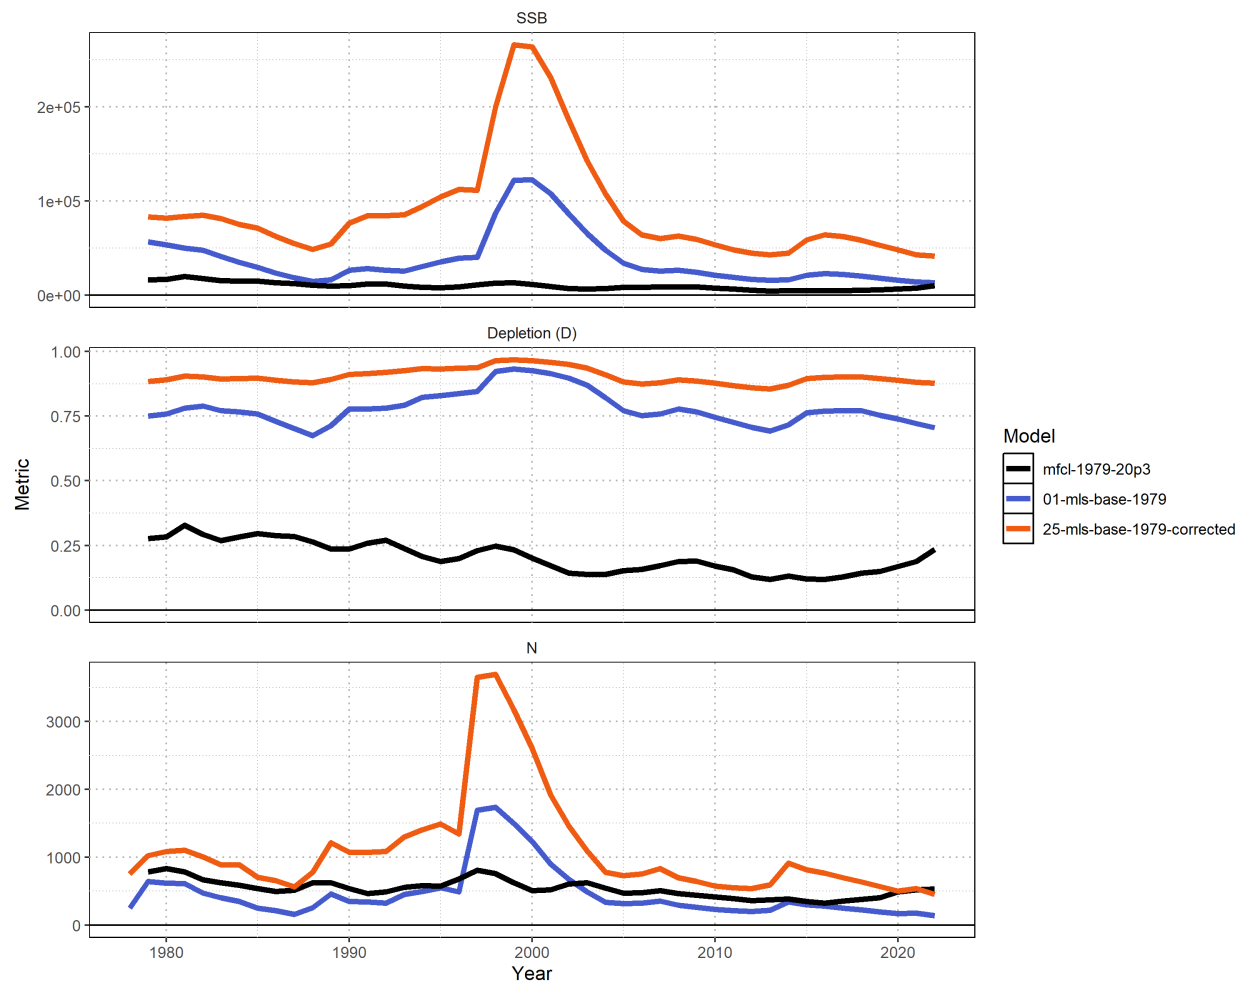 SSB
2e+05
1e+05
0e+00
Depletion (D)
1.00
0.75
0.50
0.25
0.00
Metric
N
3000
2000
1000
0
1980 1990 2000 2010 2020
Year
Model
mfcl-1979-20p3
01-mls-base-1979
25-mls-base-1979-corrected